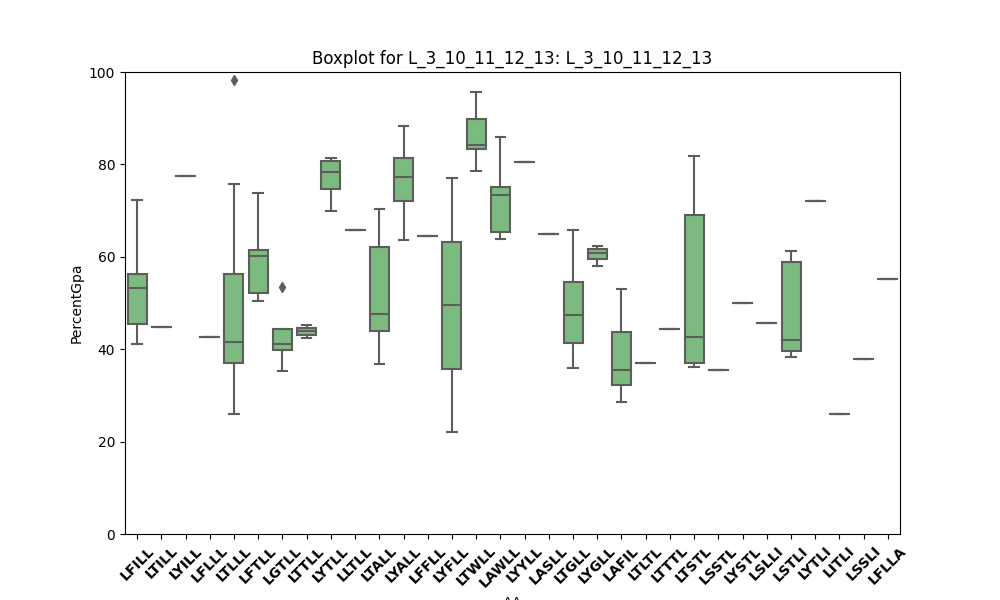 Boxplot for L_3_10_11_12_13: L_3_10_11_12_13
PercentGpa
100
80
60
40
20
0
LFILL LTILL LYILL LFLLL LTLLL LFTLL LGTLL LTTLL LYTLL LLTLL LTALL LYALL LFFLL LYFLL LTWLL LAWLL LYYLL LASLL LTGLL LYGLL LAFIL LTLTL LTTTL LTSTL LSSTL LYSTL LSLLI LSTLI LYTLI LITLI LSSLI LFLLA